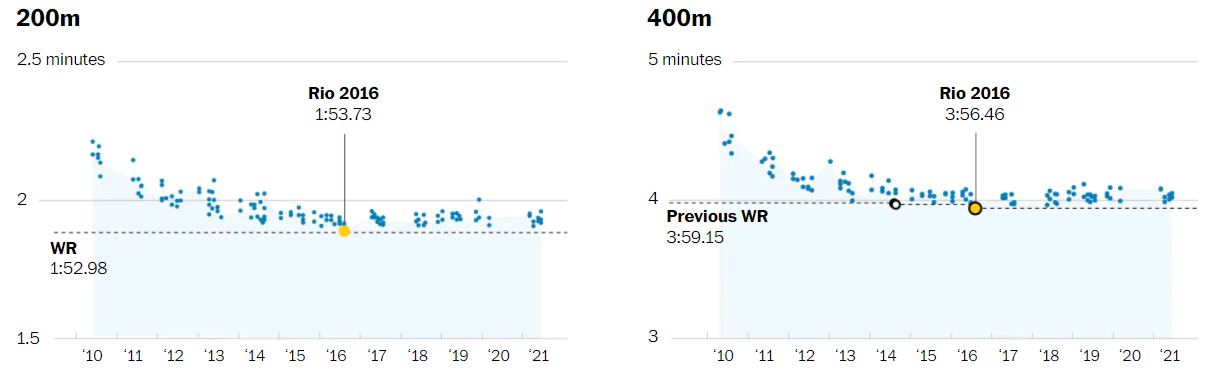 200m
2.5 minutes
Rio 2016
1:53.73
2
WR
1:52.98
1.5
‘10 ‘11 ‘12 ‘13 ‘14 ‘15 ‘16 ‘17 ‘18 ‘19 ‘20 ‘21
400m
5 minutes
Rio 2016
3:56.46
4
Previous WR
3:59.15
3
‘10 ‘11 ‘12 ‘13 ‘14 ‘15 ‘16 ‘17 ‘18 ‘19 ‘20 ‘21